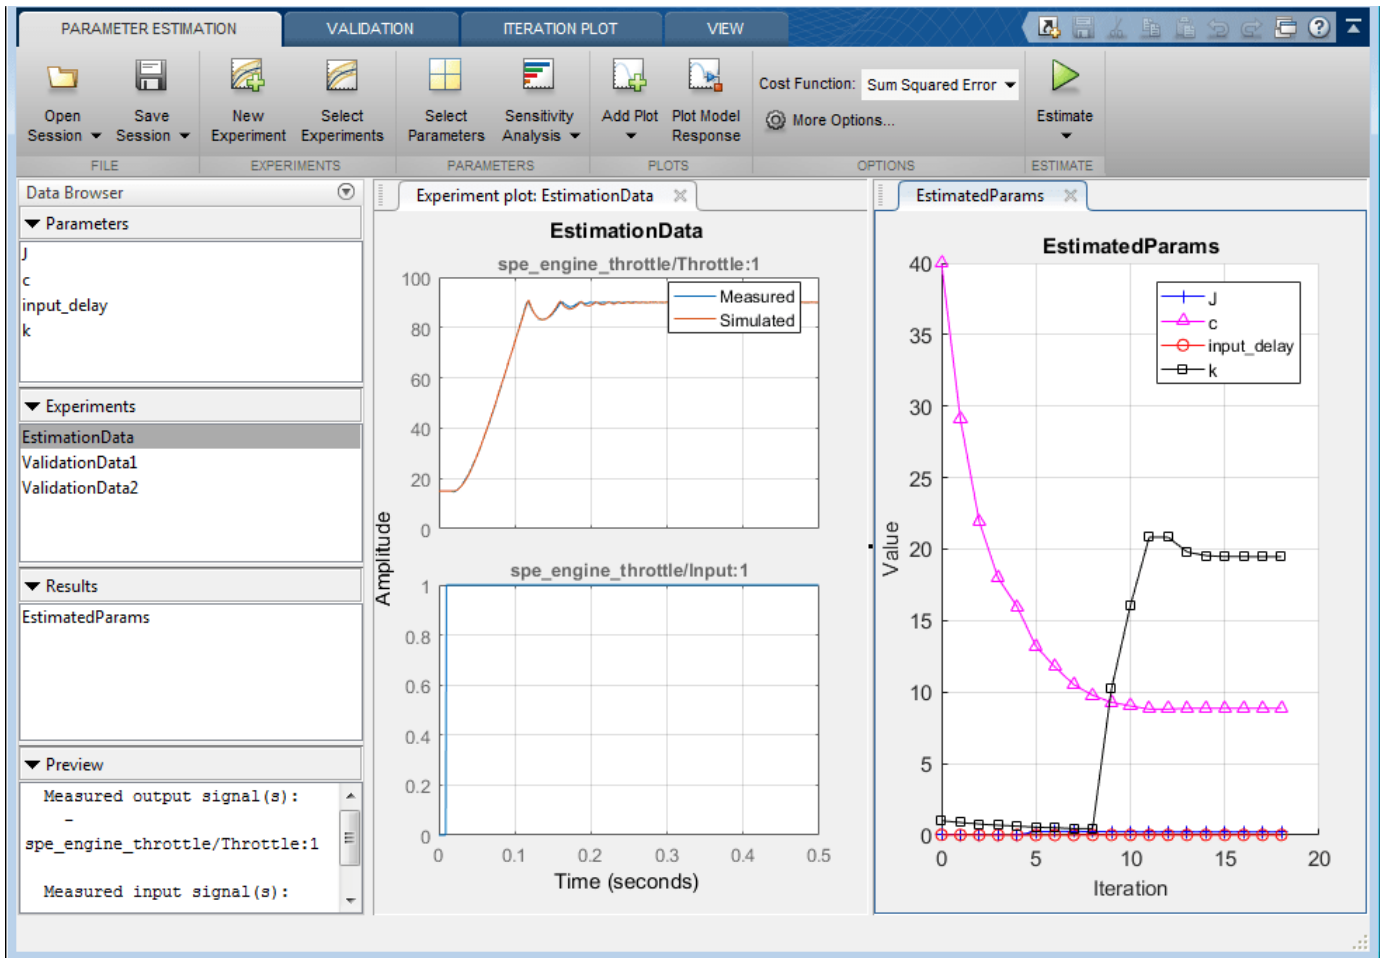 PARAMETER ESTIMATION
VALIDATION
ITERATION PLOT
VIEW
?
Open Session
Save Session
New Experiment
Select Experiments
Select Parameters
Sensitivity Analysis
Add Plot
Plot Model Response
Cost Function: Sum Squared Error
More Options...
Estimate
FILE
EXPERIMENTS
PARAMETERS
PLOTS
OPTIONS
ESTIMATE
Data Browser
Parameters
J
c
input_delay
k
Experiments
EstimationData
ValidationData1
ValidationData2
Results
EstimatedParams
Preview
Measured output signal(s):
-
spe_engine_throttle/Throttle:1
Measured input signal(s):
Experiment plot: EstimationData
EstimationData
spe_engine_throttle/Throttle:1
100
80
60
40
20
0
Measured
Simulated
Amplitude
spe_engine_throttle/Input:1
1
0.8
0.6
0.4
0.2
0
0 0.1 0.2 0.3 0.4 0.5
Time (seconds)
EstimatedParams
EstimatedParams
40
35
30
25
20
15
10
5
0
Value
J
c
input_delay
k
0 5 10 15 20
Iteration